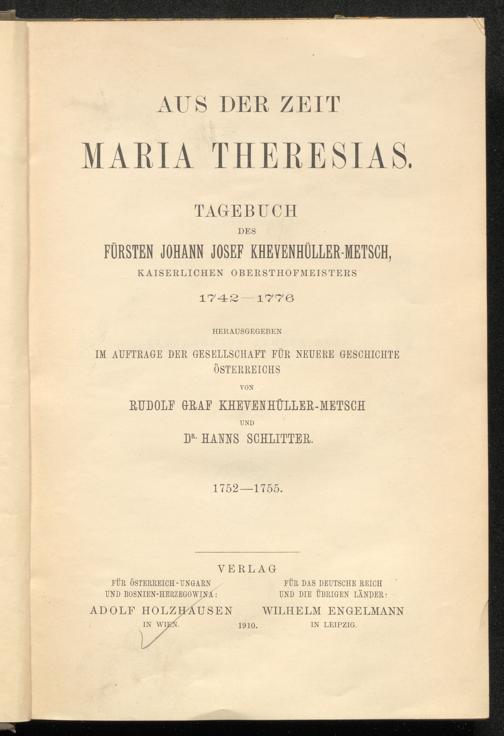 AUS DER ZEIT
MARIA THERESIAS.
TAGEBUCH
DES
FÜRSTEN JOHANN JOSEF KHEVENHÜLLER-METSCH,
KAISERLICHEN OBERSTHOFMEISTERS
1742—1776
HERAUSGEGEBEN
IM AUFTRAGE DER GESELLSCHAFT FÜR NEUERE GESCHICHTE
ÖSTERREICHS
VON
RUDOLF GRAF KHEVENHÜLLER-METSCH
UND
DR. HANNS SCHLITTER.
1752—1755.
VERLAG
FÜR ÖSTERREICH-UNGARN
UND BOSNIEN-HERZEGOWINA:
ADOLF HOLZHAUSEN
IN WIEN.
FÜR DAS DEUTSCHE REICH
UND DIE ÜBRIGEN LÄNDER:
WILHELM ENGELMANN
IN LEIPZIG.
1910.